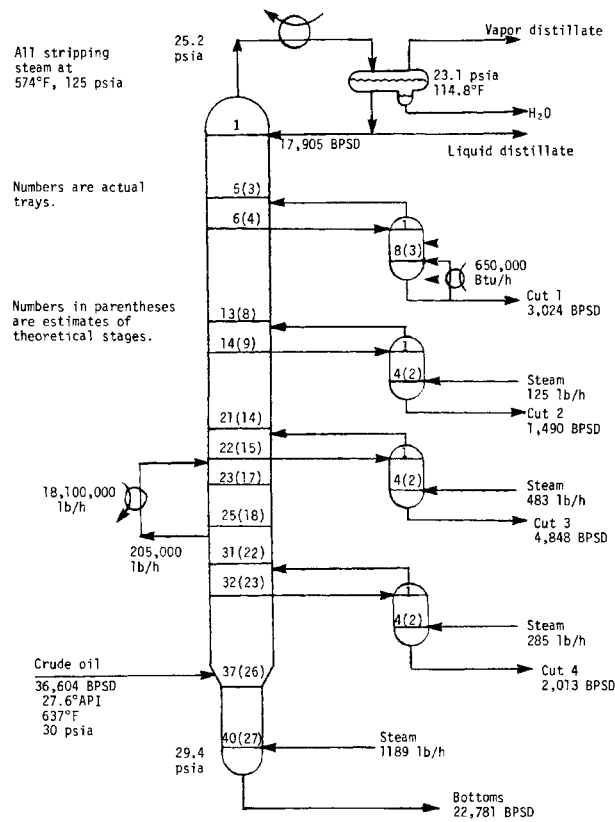 All stripping
steam at
574°F, 125 psia
25.2
psia
Vapor distillate
23.1 psia
114.8°F
H₂O
1
17,905 BPSD
Liquid distillate
Numbers are actual
trays.
5(3)
6(4)
1
8(3)
650,000
Btu/h
Cut 1
3,024 BPSD
Numbers in parentheses
are estimates of
theoretical stages.
13(8)
14(9)
1
4(2)
Steam
125 lb/h
Cut 2
1,490 BPSD
21(14)
22(15)
23(17)
4(2)
Steam
483 lb/h
Cut 3
4,848 BPSD
18,100,000
lb/h
25(18)
205,000
lb/h
31(22)
32(23)
1
4(2)
Steam
285 lb/h
Cut 4
2,013 BPSD
Crude oil
36,604 BPSD
27.6°API
637°F
30 psia
37(26)
40(27)
29.4
psia
Steam
1189 lb/h
Bottoms
22,781 BPSD